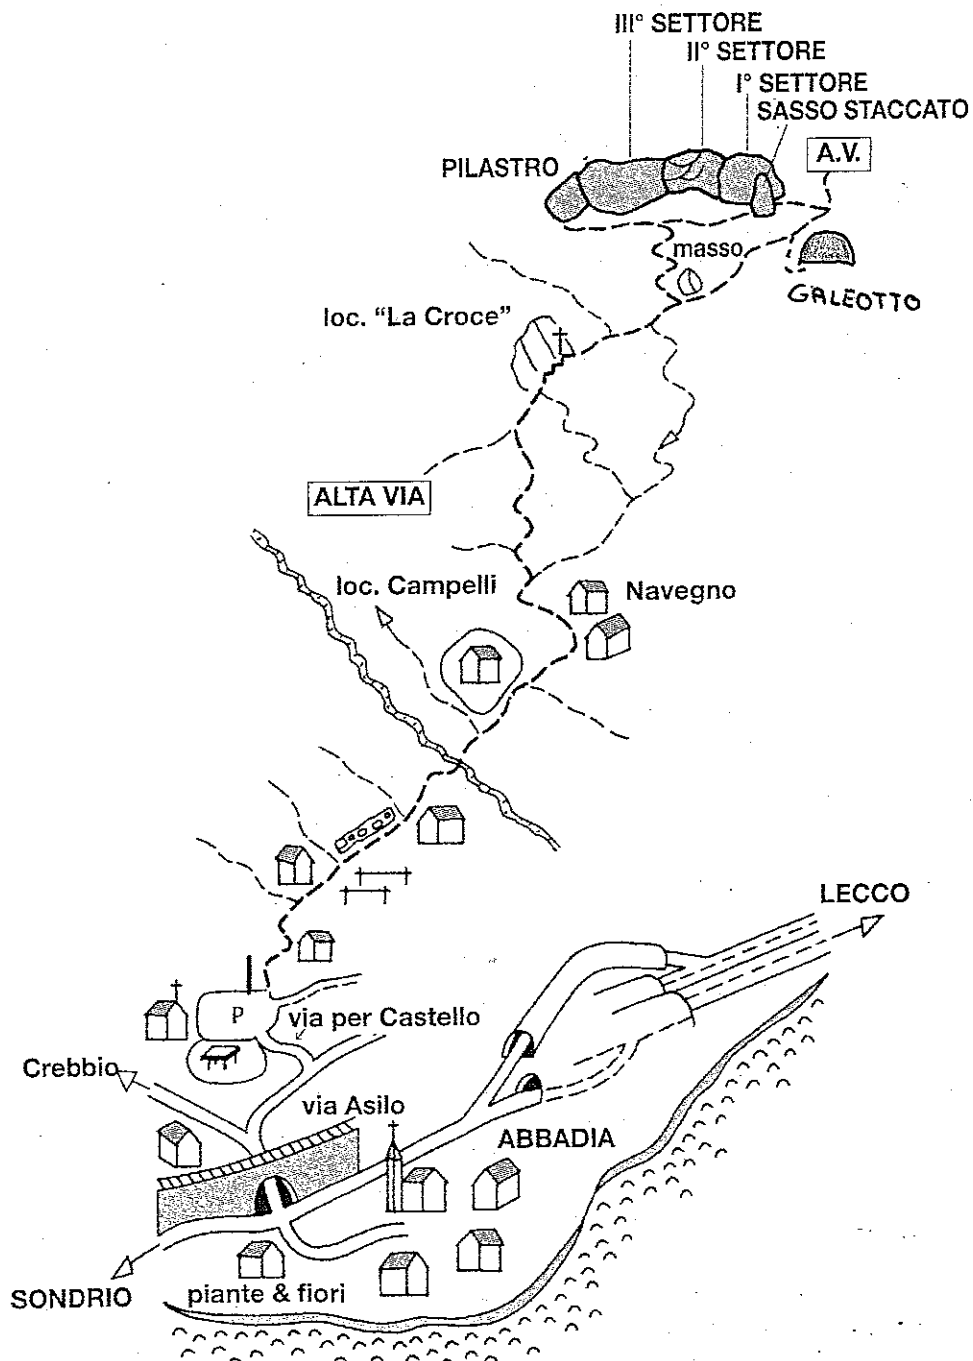 III° SETTORE
II° SETTORE
I° SETTORE
SASSO STACCATO
A.V.
PILASTRO
masso
GALEOTTO
loc. "La Croce"
ALTA VIA
loc. Campelli
Navegno
LECCO
P
via per Castello
Crebbio
via Asilo
ABBADIA
SONDRIO
piante & fiori